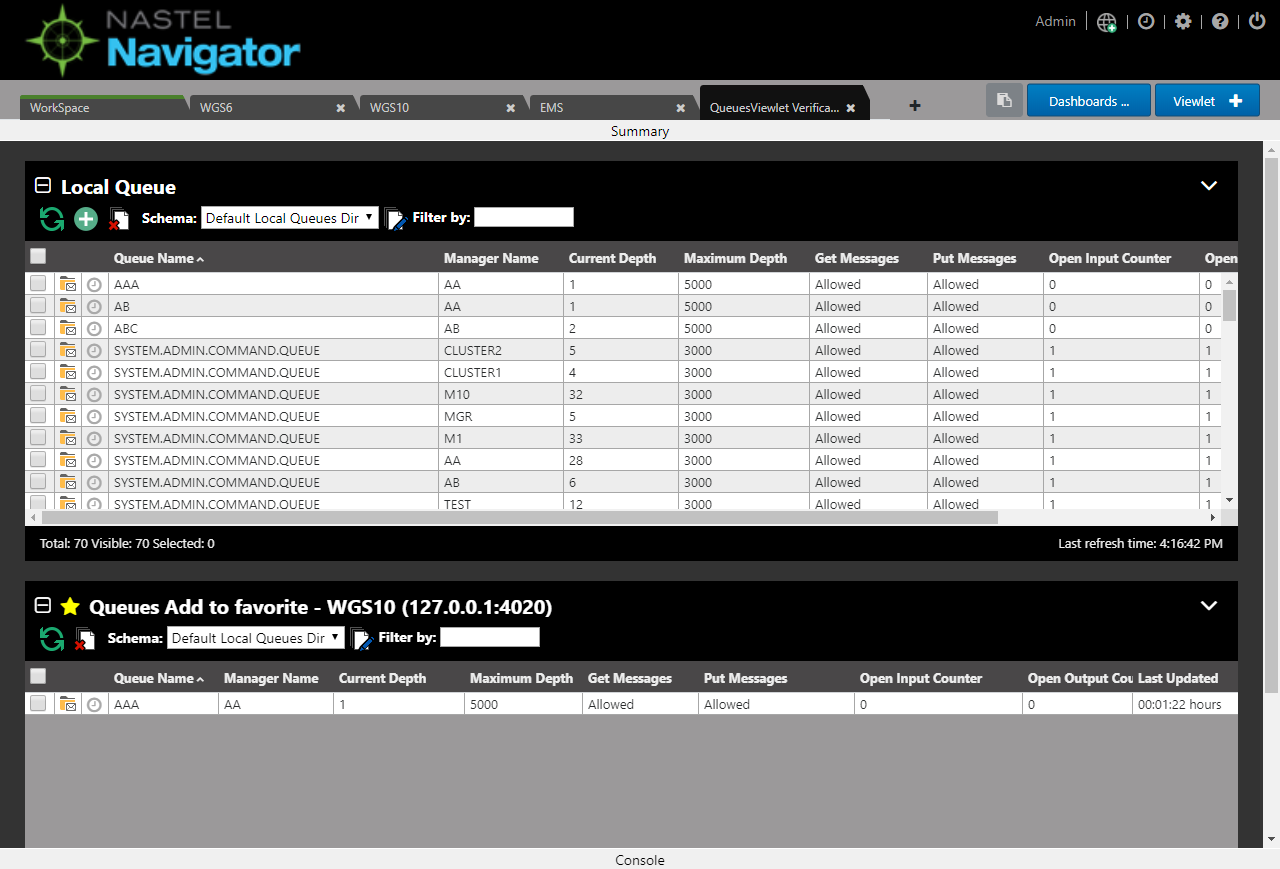 NASTEL
Navigator
Admin
WorkSpace WGS6 WGS10 EMS QueuesViewlet Verifica... Dashboards ... Viewlet
Summary
Local Queue
Schema: Default Local Queues Dir Filter by:
Queue Name Manager Name Current Depth Maximum Depth Get Messages Put Messages Open Input Counter Open
AAA AA 1 5000 Allowed Allowed 0 0
AB AA 1 5000 Allowed Allowed 0 0
ABC AB 2 5000 Allowed Allowed 0 0
SYSTEM.ADMIN.COMMAND.QUEUE CLUSTER2 5 3000 Allowed Allowed 1 1
SYSTEM.ADMIN.COMMAND.QUEUE CLUSTER1 4 3000 Allowed Allowed 1 1
SYSTEM.ADMIN.COMMAND.QUEUE M10 32 3000 Allowed Allowed 1 1
SYSTEM.ADMIN.COMMAND.QUEUE MGR 5 3000 Allowed Allowed 1 1
SYSTEM.ADMIN.COMMAND.QUEUE M1 33 3000 Allowed Allowed 1 1
SYSTEM.ADMIN.COMMAND.QUEUE AA 28 3000 Allowed Allowed 1 1
SYSTEM.ADMIN.COMMAND.QUEUE AB 6 3000 Allowed Allowed 1 1
SYSTEM.ADMIN.COMMAND.QUEUE TEST 12 3000 Allowed Allowed 1 1
Total: 70 Visible: 70 Selected: 0 Last refresh time: 4:16:42 PM
Queues Add to favorite - WGS10 (127.0.0.1:4020)
Schema: Default Local Queues Dir Filter by:
Queue Name Manager Name Current Depth Maximum Depth Get Messages Put Messages Open Input Counter Open Output Cou Last Updated
AAA AA 1 5000 Allowed Allowed 0 0 00:01:22 hours
Console